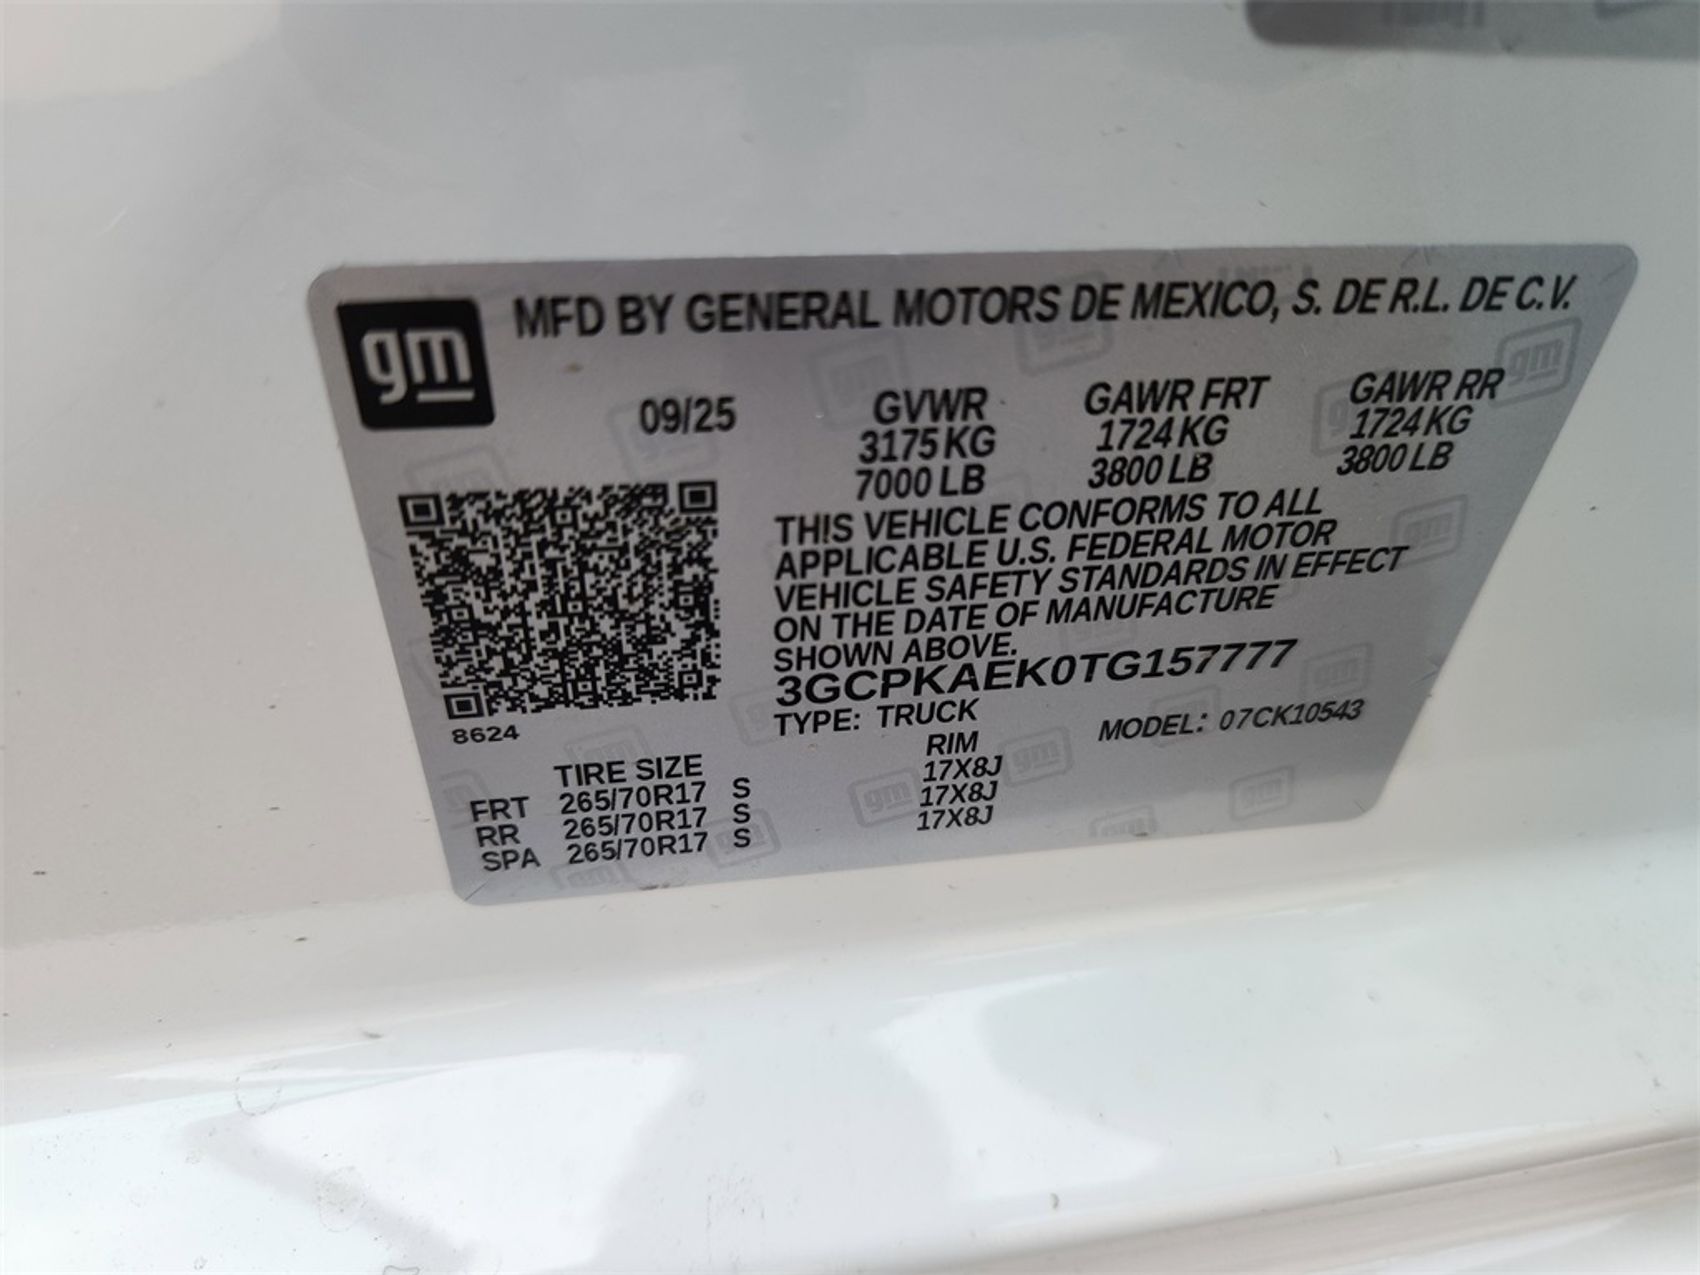 gm
MFD BY GENERAL MOTORS DE MEXICO, S. DE R.L. DE C.V.
09/25
GVWR GAWR FRT GAWR RR
3175 KG 1724 KG 1724 KG
7000 LB 3800 LB 3800 LB
THIS VEHICLE CONFORMS TO ALL
APPLICABLE U.S. FEDERAL MOTOR
VEHICLE SAFETY STANDARDS IN EFFECT
ON THE DATE OF MANUFACTURE
SHOWN ABOVE.
3GCPKAEK0TG157777
TYPE: TRUCK MODEL: 07CK10543
8624
TIRE SIZE RIM
FRT 265/70R17 S 17X8J
RR 265/70R17 S 17X8J
SPA 265/70R17 S 17X8J